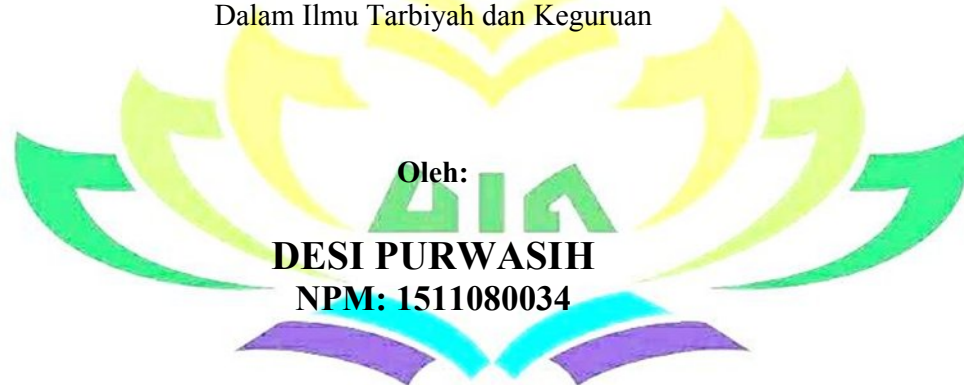 Dalam Ilmu Tarbiyah dan Keguruan
Oleh:
DESI PURWASIH
NPM: 1511080034